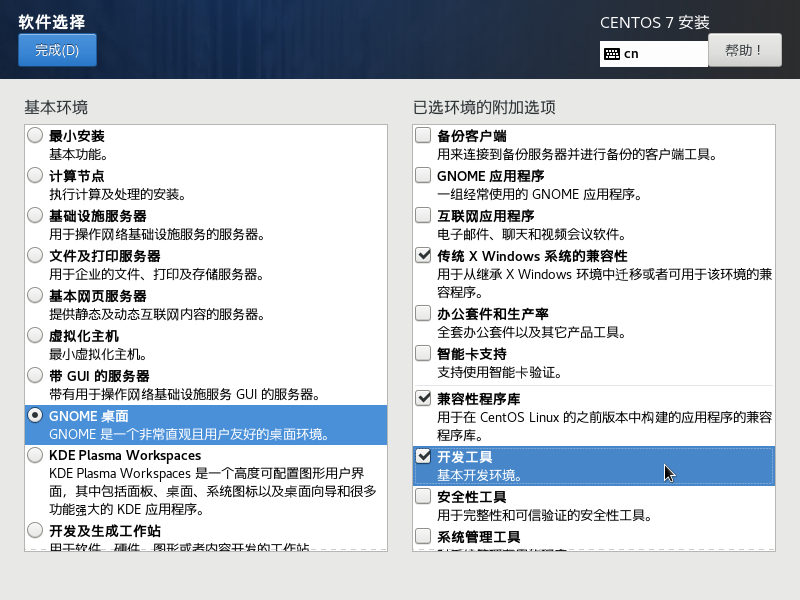 软件选择
完成(D)
CENTOS 7 安装
cn
帮助！
基本环境
最小安装
基本功能。
计算节点
执行计算及处理的安装。
基础设施服务器
用于操作网络基础设施服务的服务器。
文件及打印服务器
用于企业的文件、打印及存储服务器。
基本网页服务器
提供静态及动态互联网内容的服务器。
虚拟化主机
最小虚拟化主机。
带 GUI 的服务器
带有用于操作网络基础设施服务 GUI 的服务器。
GNOME 桌面
GNOME 是一个非常直观且用户友好的桌面环境。
KDE Plasma Workspaces
KDE Plasma Workspaces 是一个高度可配置图形用户界
面，其中包括面板、桌面、系统图标以及桌面向导和很多
功能强大的 KDE 应用程序。
开发及生成工作站
用于软件、硬件、图形或者内容开发的工作站
已选环境的附加选项
备份客户端
用来连接到备份服务器并进行备份的客户端工具。
GNOME 应用程序
一组经常使用的 GNOME 应用程序。
互联网应用程序
电子邮件、聊天和视频会议软件。
传统 X Windows 系统的兼容性
用于从继承 X Windows 环境中迁移或者可用于该环境的兼
容程序。
办公套件和生产率
全套办公套件以及其它产品工具。
智能卡支持
支持使用智能卡验证。
兼容性程序库
用于在 CentOS Linux 的之前版本中构建的应用程序的兼容
程序库。
开发工具
基本开发环境。
安全性工具
用于完整性和可信验证的安全性工具。
系统管理工具